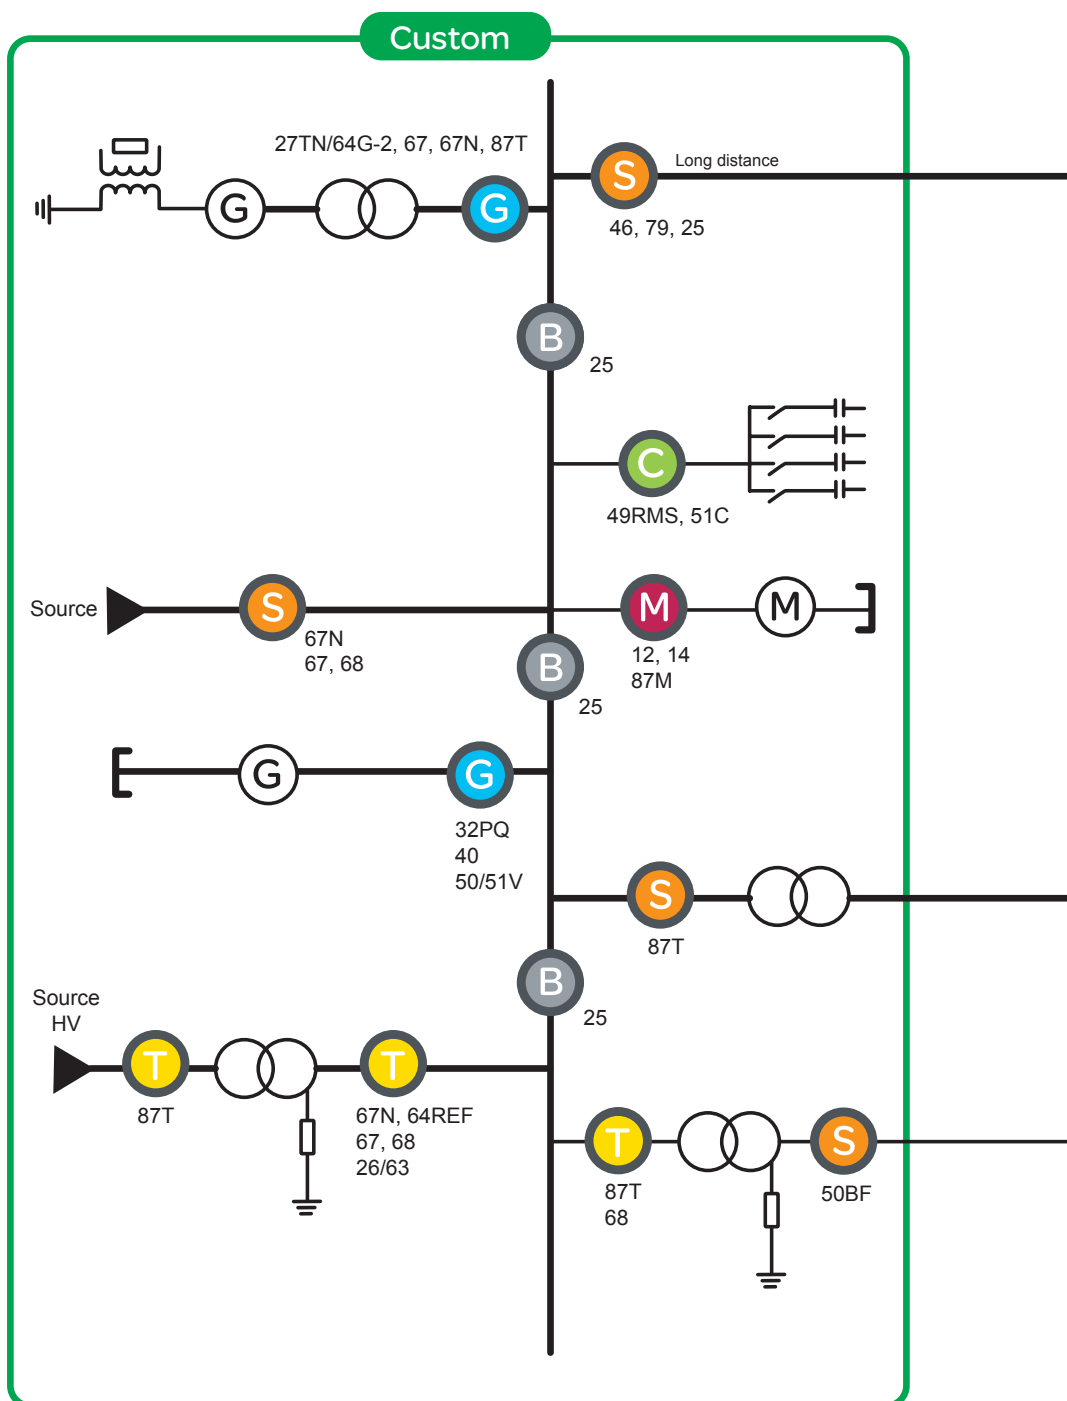 Custom
27TN/64G-2, 67, 67N, 87T
G
G
S
Long distance
46, 79, 25
B
25
C
49RMS, 51C
Source
S
67N
67, 68
M
M
12, 14
87M
B
25
G
G
32PQ
40
50/51V
S
87T
B
25
Source
HV
T
87T
T
67N, 64REF
67, 68
26/63
T
87T
68
S
50BF